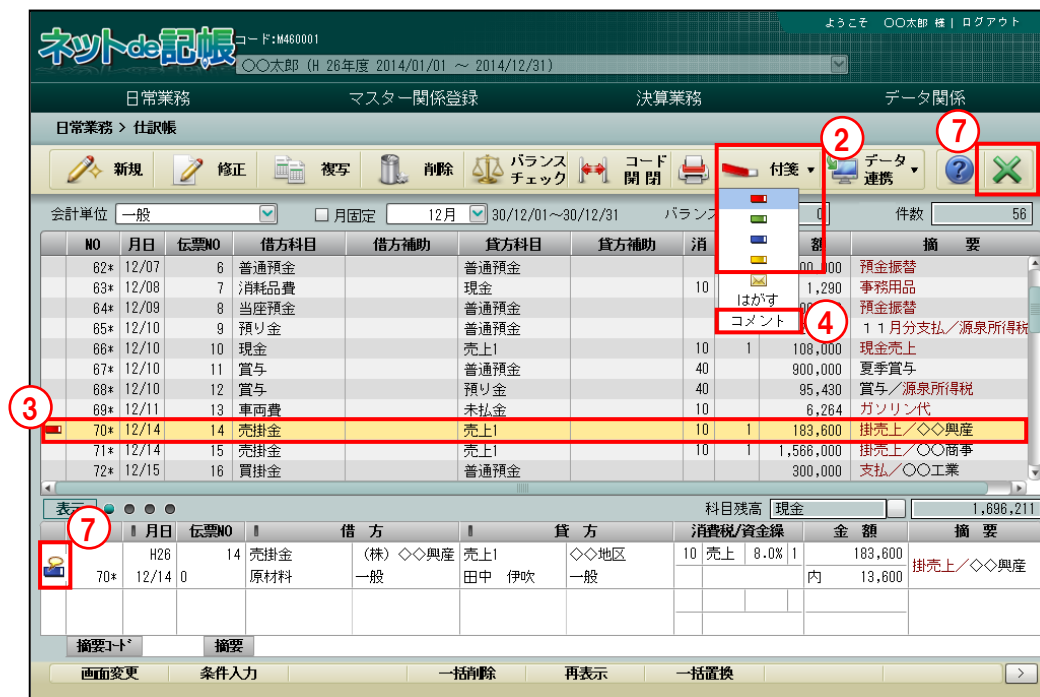 ようこそ 〇〇太郎 様 | ログアウト
ネットde記帳
コード:M460001
〇〇太郎 (H 26年度 2014/01/01 ～ 2014/12/31)
日常業務 マスター関係登録 決算業務 データ関係
日常業務 > 仕訳帳
② ⑦
新規 修正 複写 削除 バランスチェック コード開閉 付箋 データ連携
会計単位 一般 月固定 12月 30/12/01～30/12/31 バランス 0 件数 56
NO 月日 伝票NO 借方科目 借方補助 貸方科目 貸方補助 消 額 摘 要
62* 12/07 6 普通預金 普通預金 00,000 預金振替
63* 12/08 7 消耗品費 現金 10 1,290 事務用品
64* 12/09 8 当座預金 普通預金 預金振替
65* 12/10 9 預り金 普通預金 11月分支払／源泉所得税
66* 12/10 10 現金 売上1 10 1 108,000 現金売上
67* 12/10 11 賞与 普通預金 40 900,000 夏季賞与
68* 12/10 12 賞与 預り金 40 95,430 賞与／源泉所得税
69* 12/11 13 車両費 未払金 10 6,264 ガソリン代
70* 12/14 14 売掛金 売上1 10 1 183,600 掛売上／◇◇興産
71* 12/14 15 売掛金 売上1 10 1 1,566,000 掛売上／〇〇商事
72* 12/15 16 買掛金 普通預金 300,000 支払／〇〇工業
はがす
コメント ④
③
表示 科目残高 現金 1,696,211
⑦
月日 伝票NO 借 方 貸 方 消費税/資金繰 金 額 摘 要
H26 14 売掛金 (株) ◇◇興産 売上1 ◇◇地区 10 売上 8.0% 1 183,600 掛売上／◇◇興産
70* 12/14 0 原材料 一般 田中 伊吹 一般 内 13,600
摘要ｺｰﾄﾞ 摘要
画面変更 条件入力 一括削除 再表示 一括置換